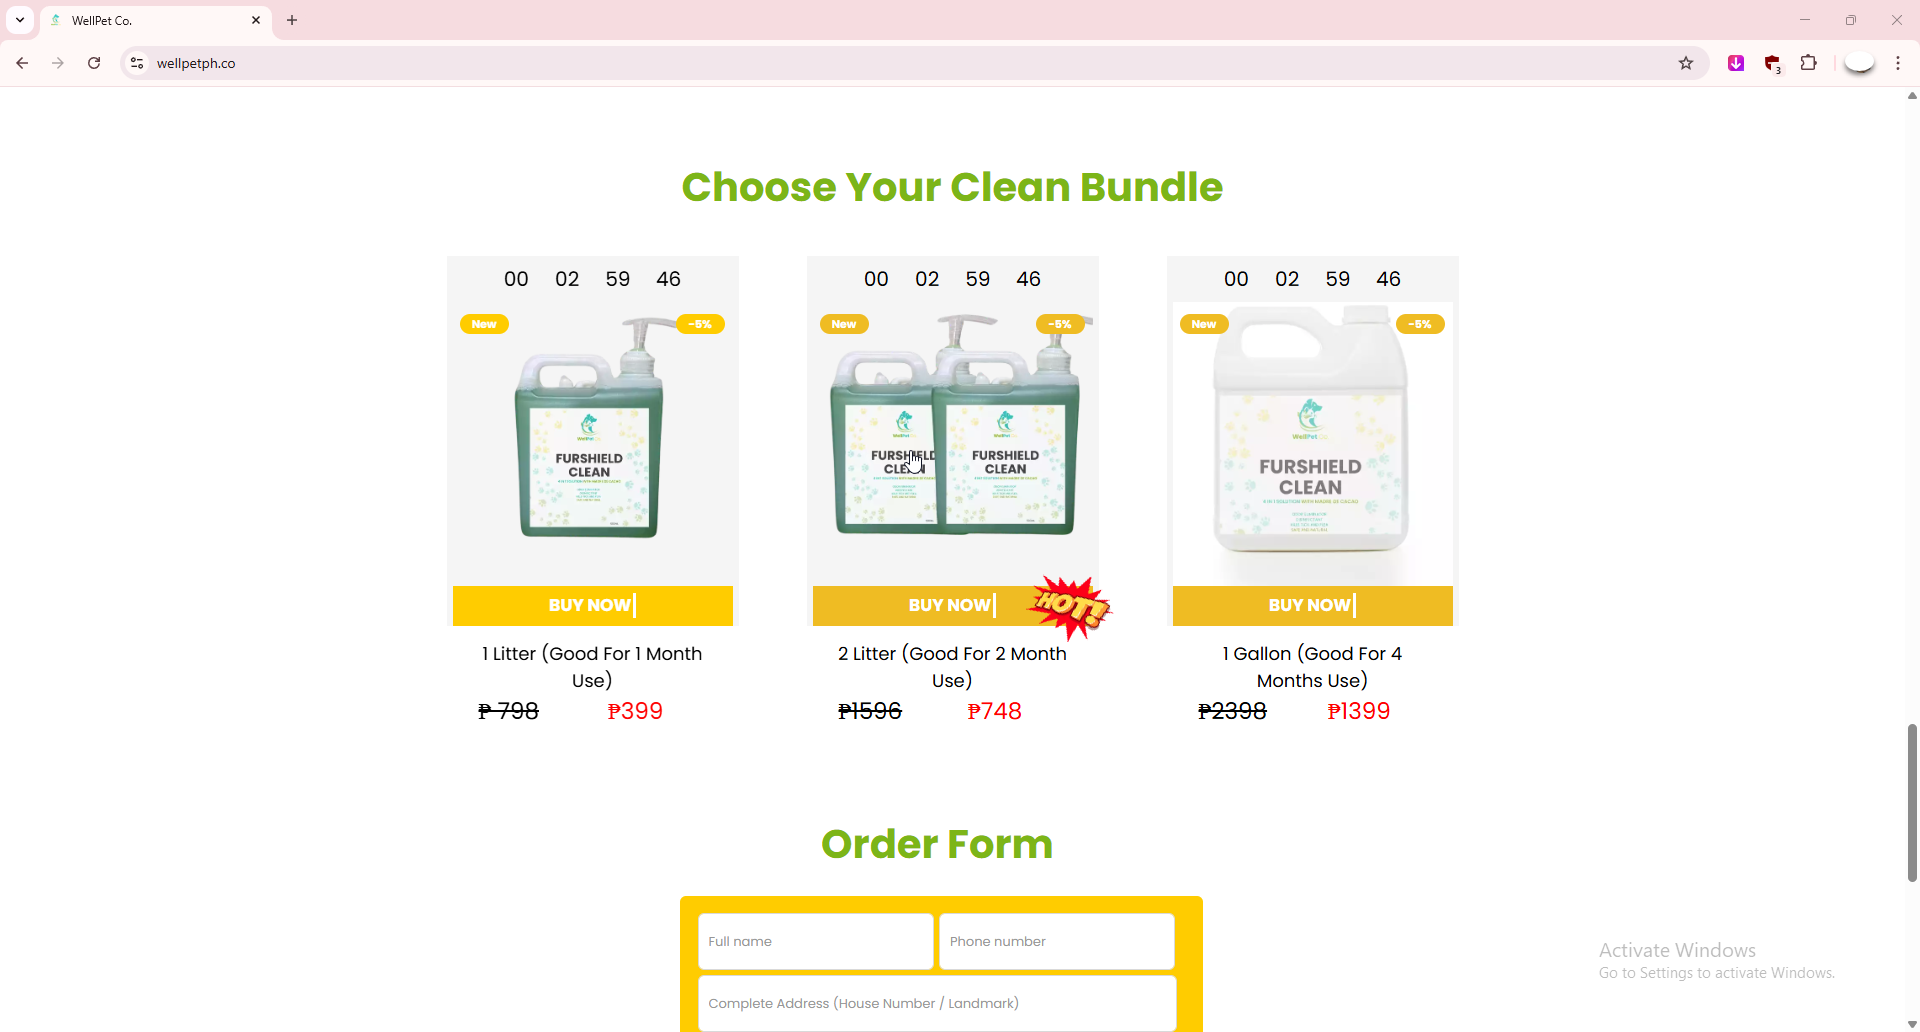 WellPet Co.
wellpetph.co
3
Choose Your Clean Bundle
00 02 59 46
New
-5%
WellPet
FURSHIELD
CLEAN
BUY NOW
1 Litter (Good For 1 Month
Use)
₱ 798 ₱399
00 02 59 46
New
-5%
FURSHIELD
CLEAN
FURSHIELD
CLEAN
BUY NOW
HOT!
2 Litter (Good For 2 Month
Use)
₱1596 ₱748
00 02 59 46
New
-5%
WellPet
FURSHIELD
CLEAN
BUY NOW
1 Gallon (Good For 4
Months Use)
₱2398 ₱1399
Order Form
Full name
Phone number
Complete Address (House Number / Landmark)
Activate Windows
Go to Settings to activate Windows.